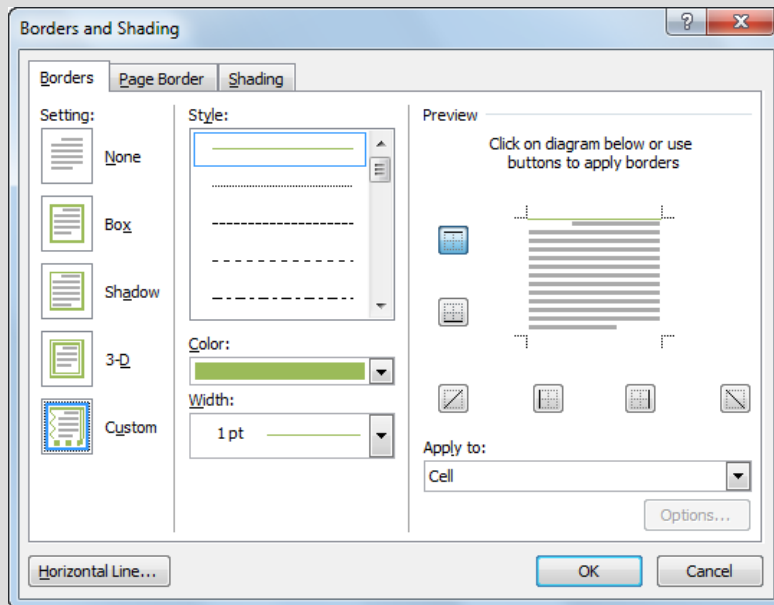 Borders and Shading
?
Borders
Page Border
Shading
Setting:
None
Box
Shadow
3-D
Custom
Style:
Color:
Width:
1 pt
Preview
Click on diagram below or use
buttons to apply borders
Apply to:
Cell
Options...
Horizontal Line...
OK
Cancel